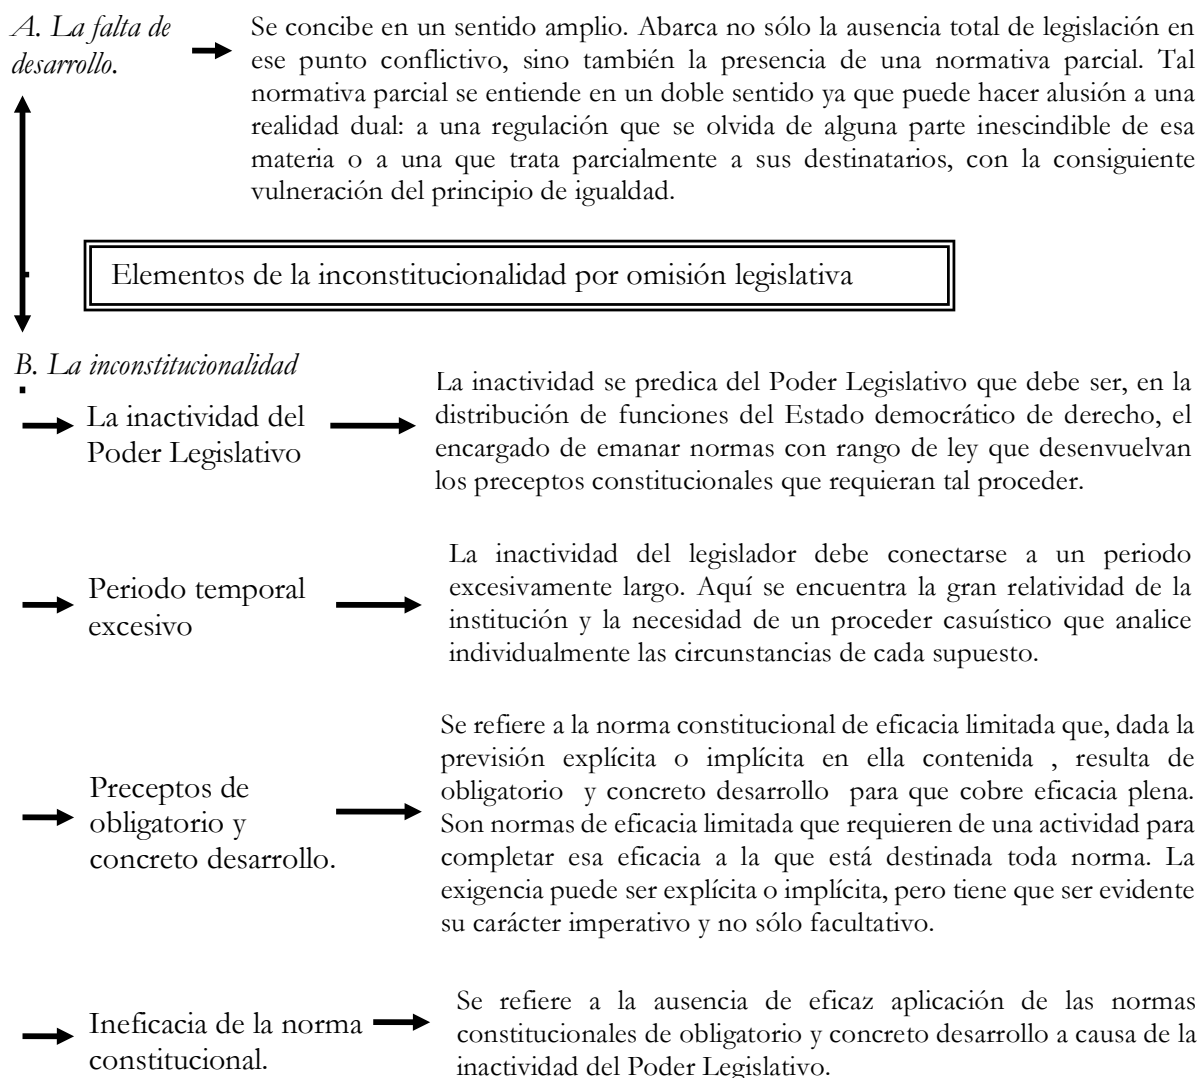 A. La falta de
desarrollo.
Se concibe en un sentido amplio. Abarca no sólo la ausencia total de legislación en
ese punto conflictivo, sino también la presencia de una normativa parcial. Tal
normativa parcial se entiende en un doble sentido ya que puede hacer alusión a una
realidad dual: a una regulación que se olvida de alguna parte inescindible de esa
materia o a una que trata parcialmente a sus destinatarios, con la consiguiente
vulneración del principio de igualdad.
Elementos de la inconstitucionalidad por omisión legislativa
B. La inconstitucionalidad
.
La inactividad del
Poder Legislativo
La inactividad se predica del Poder Legislativo que debe ser, en la
distribución de funciones del Estado democrático de derecho, el
encargado de emanar normas con rango de ley que desenvuelvan
los preceptos constitucionales que requieran tal proceder.
Periodo temporal
excesivo
La inactividad del legislador debe conectarse a un periodo
excesivamente largo. Aquí se encuentra la gran relatividad de la
institución y la necesidad de un proceder casuístico que analice
individualmente las circunstancias de cada supuesto.
Preceptos de
obligatorio y
concreto desarrollo.
Se refiere a la norma constitucional de eficacia limitada que, dada la
previsión explícita o implícita en ella contenida , resulta de
obligatorio y concreto desarrollo para que cobre eficacia plena.
Son normas de eficacia limitada que requieren de una actividad para
completar esa eficacia a la que está destinada toda norma. La
exigencia puede ser explícita o implícita, pero tiene que ser evidente
su carácter imperativo y no sólo facultativo.
Ineficacia de la norma
constitucional.
Se refiere a la ausencia de eficaz aplicación de las normas
constitucionales de obligatorio y concreto desarrollo a causa de la
inactividad del Poder Legislativo.